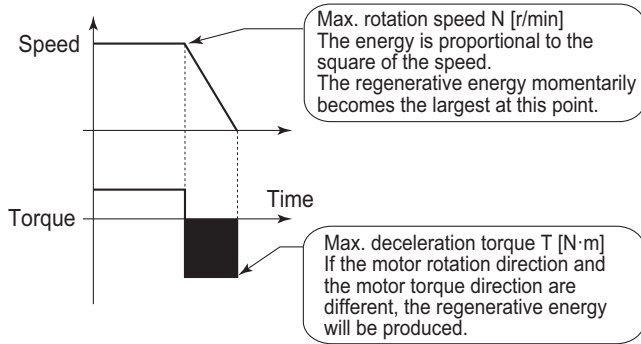 Speed
Max. rotation speed N [r/min]
The energy is proportional to the
square of the speed.
The regenerative energy momentarily
becomes the largest at this point.
Time
Torque
Max. deceleration torque T [N·m]
If the motor rotation direction and
the motor torque direction are
different, the regenerative energy
will be produced.